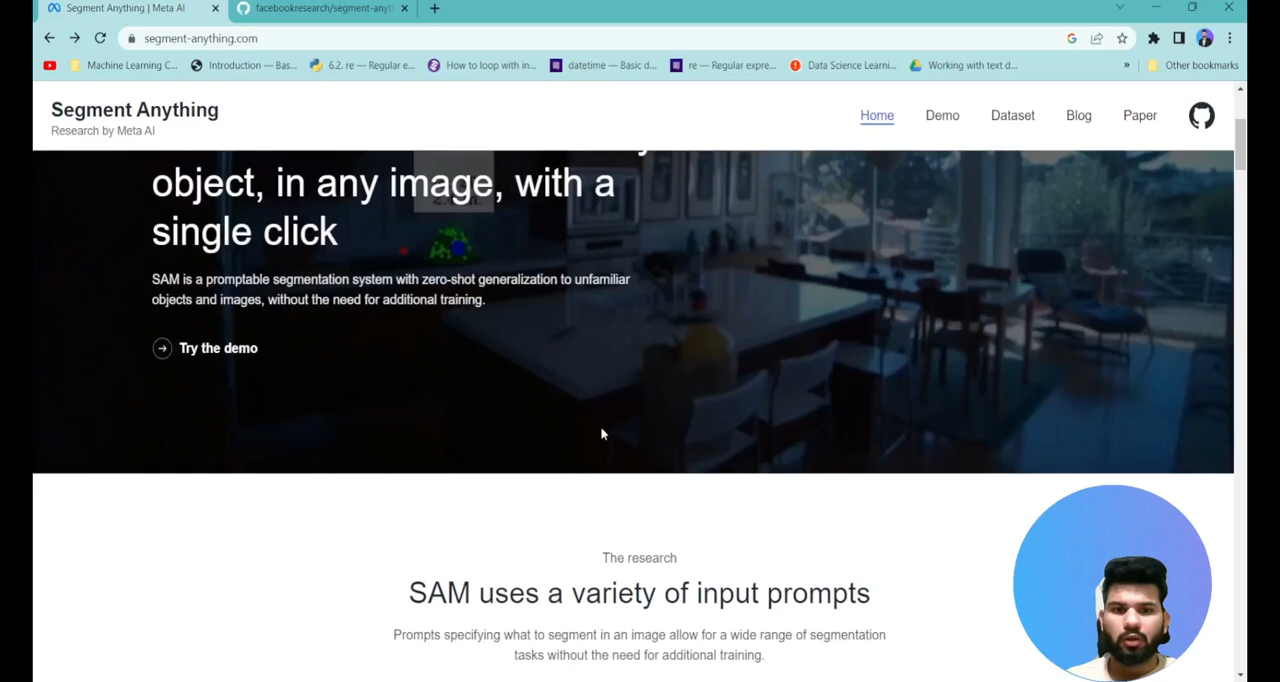 Segment Anything | Meta AI
facebookresearch/segment-anyt
segment-anything.com
Machine Learning C...
Introduction — Bas...
6.2. re — Regular e...
How to loop with in...
datetime — Basic d...
re — Regular expre...
Data Science Learni...
Working with text d...
»
Other bookmarks
Segment Anything
Research by Meta AI
Home
Demo
Dataset
Blog
Paper
object, in any image, with a
single click
SAM is a promptable segmentation system with zero-shot generalization to unfamiliar
objects and images, without the need for additional training.
Try the demo
The research
SAM uses a variety of input prompts
Prompts specifying what to segment in an image allow for a wide range of segmentation
tasks without the need for additional training.